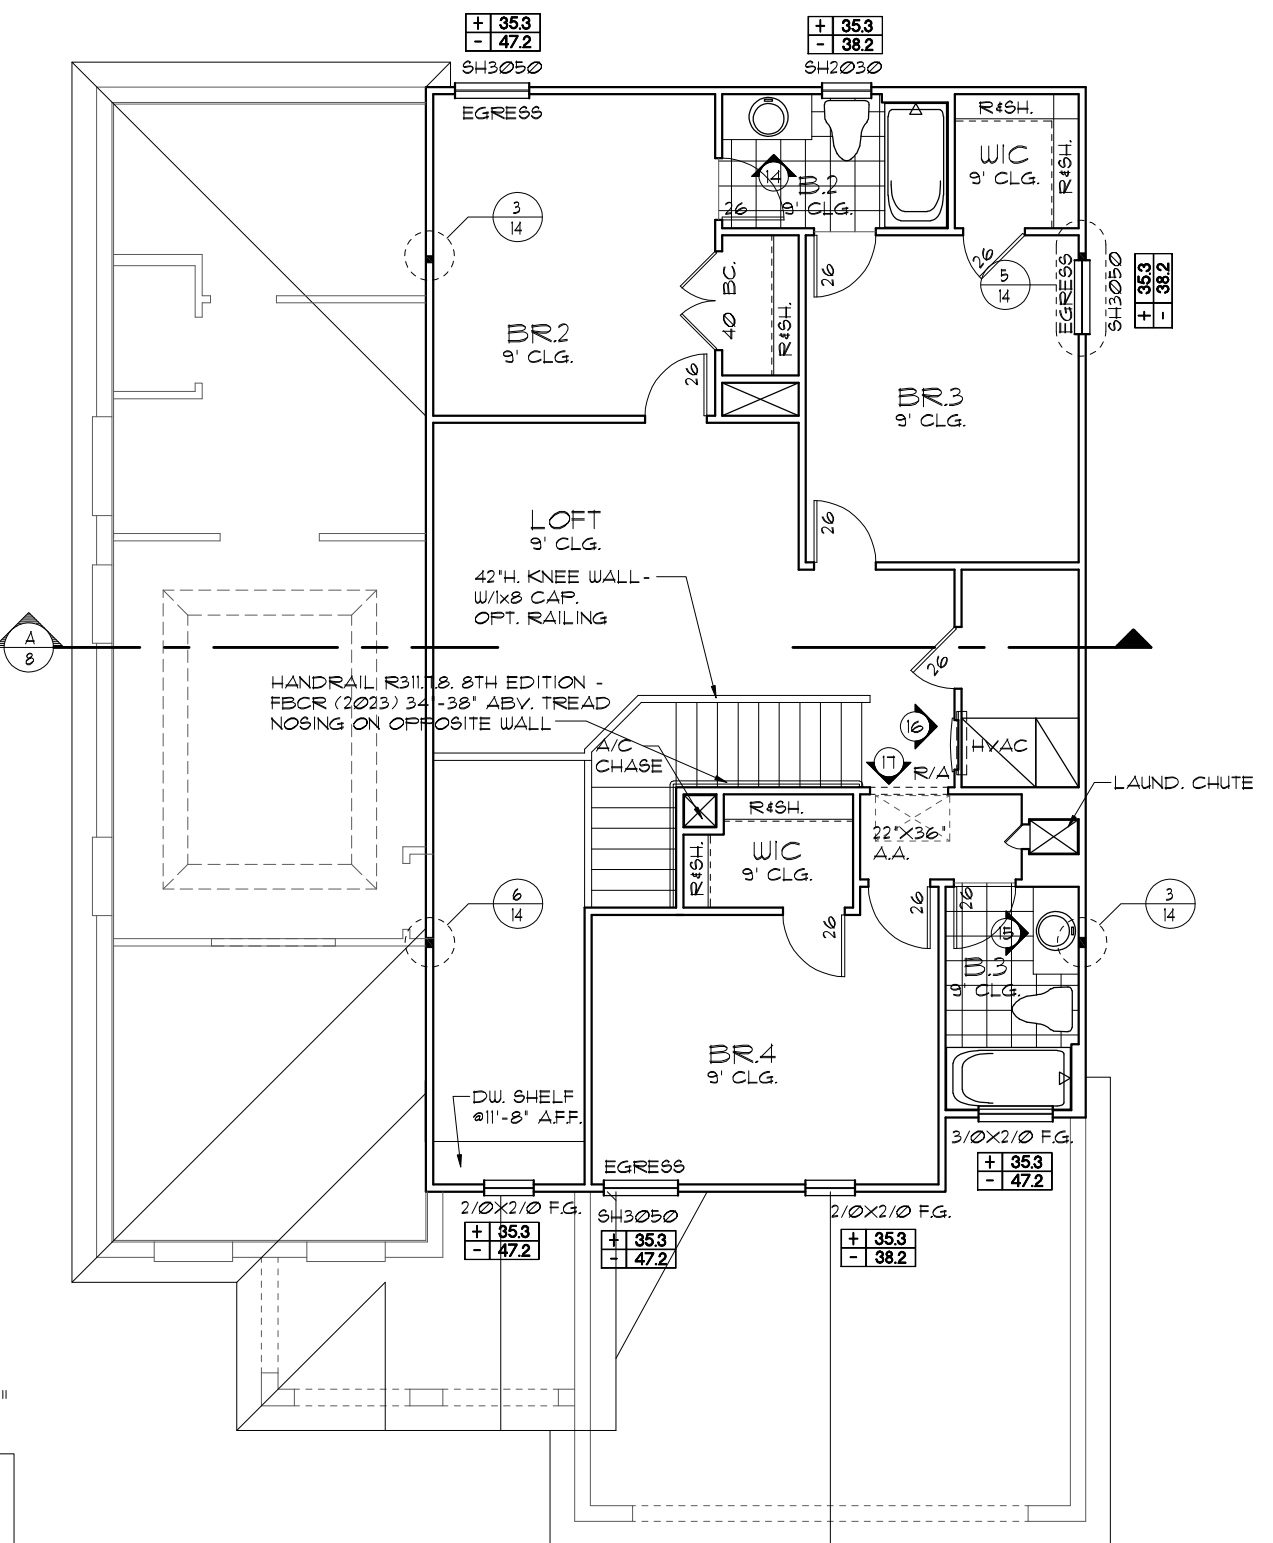 + 35.3
- 47.2
SH3050
EGRESS
+ 35.3
- 38.2
SH2030
R&SH.
WIC
9' CLG.
R&SH.
14
B.2
9' CLG.
26
3
14
26
26
5
14
EGRESS
SH3050
+ 35.3
- 38.2
40 BC.
R&SH.
BR.2
9' CLG.
26
BR.3
9' CLG.
LOFT
9' CLG.
26
42"H. KNEE WALL-
W/1x8 CAP.
OPT. RAILING
A
8
26
HANDRAIL R311.7.8. 8TH EDITION -
FBCR (2023) 34"-38" ABV. TREAD
NOSING ON OPPOSITE WALL
A/C
CHASE
16
17
R/A
HVAC
LAUND. CHUTE
R&SH.
22"X36"
A.A.
WIC
9' CLG.
R&SH.
6
14
26
26
26
15
3
14
B.3
9' CLG.
BR.4
9' CLG.
DW. SHELF
@11'-8" A.F.F.
EGRESS
3/0X2/0 F.G.
+ 35.3
- 47.2
2/0X2/0 F.G.
+ 35.3
- 47.2
SH3050
+ 35.3
- 47.2
2/0X2/0 F.G.
+ 35.3
- 38.2
"